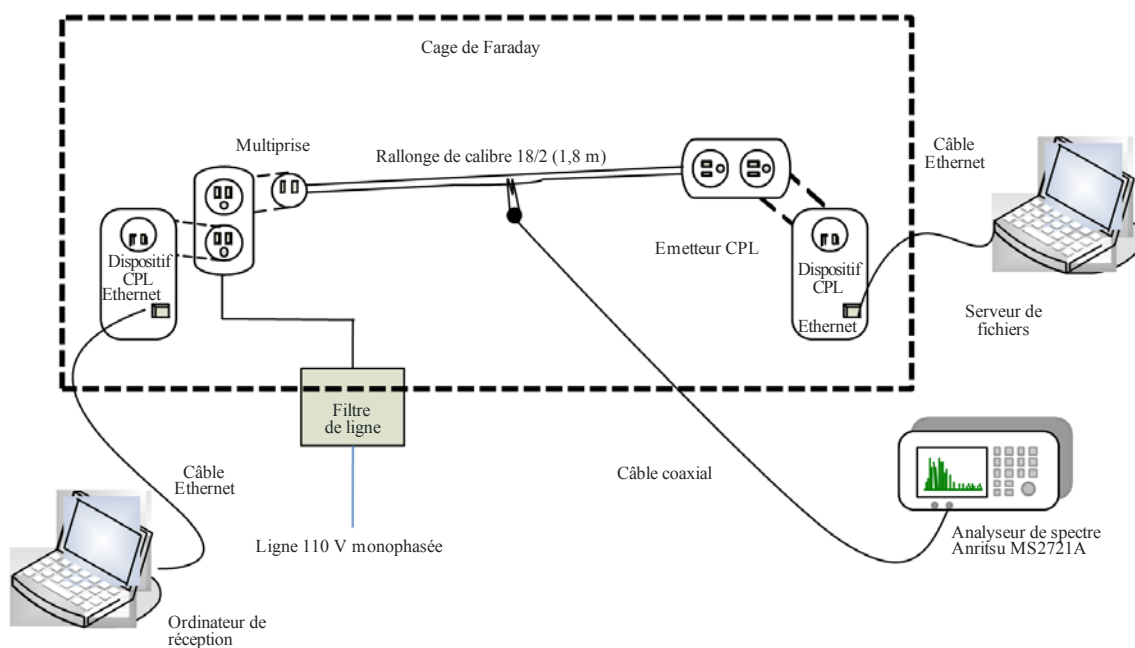 Cage de Faraday
Multiprise
Rallonge de calibre 18/2 (1,8 m)
Câble
Ethernet
Dispositif
CPL
Ethernet
Emetteur CPL
Dispositif
CPL
Ethernet
Serveur de
fichiers
Filtre
de ligne
Câble
Ethernet
Câble coaxial
Ligne 110 V monophasée
Analyseur de spectre
Anritsu MS2721A
Ordinateur de
réception